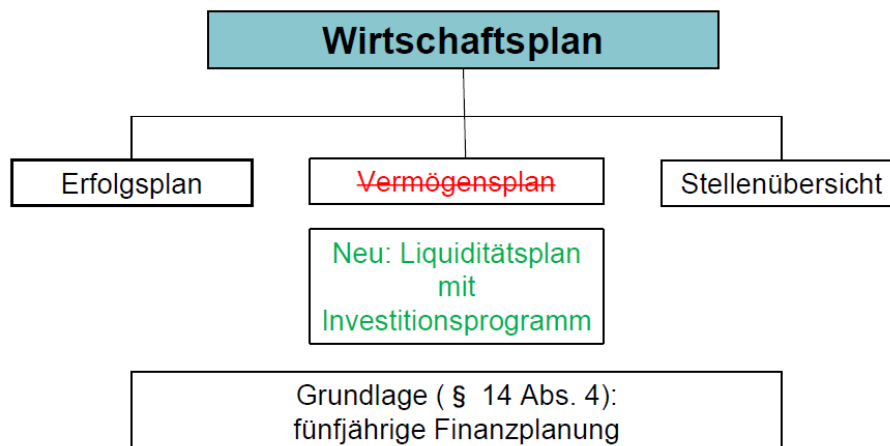 Wirtschaftsplan
Erfolgsplan
Vermögensplan
Stellenübersicht
Neu: Liquiditätsplan
mit
Investitionsprogramm
Grundlage ( § 14 Abs. 4):
fünfjährige Finanzplanung